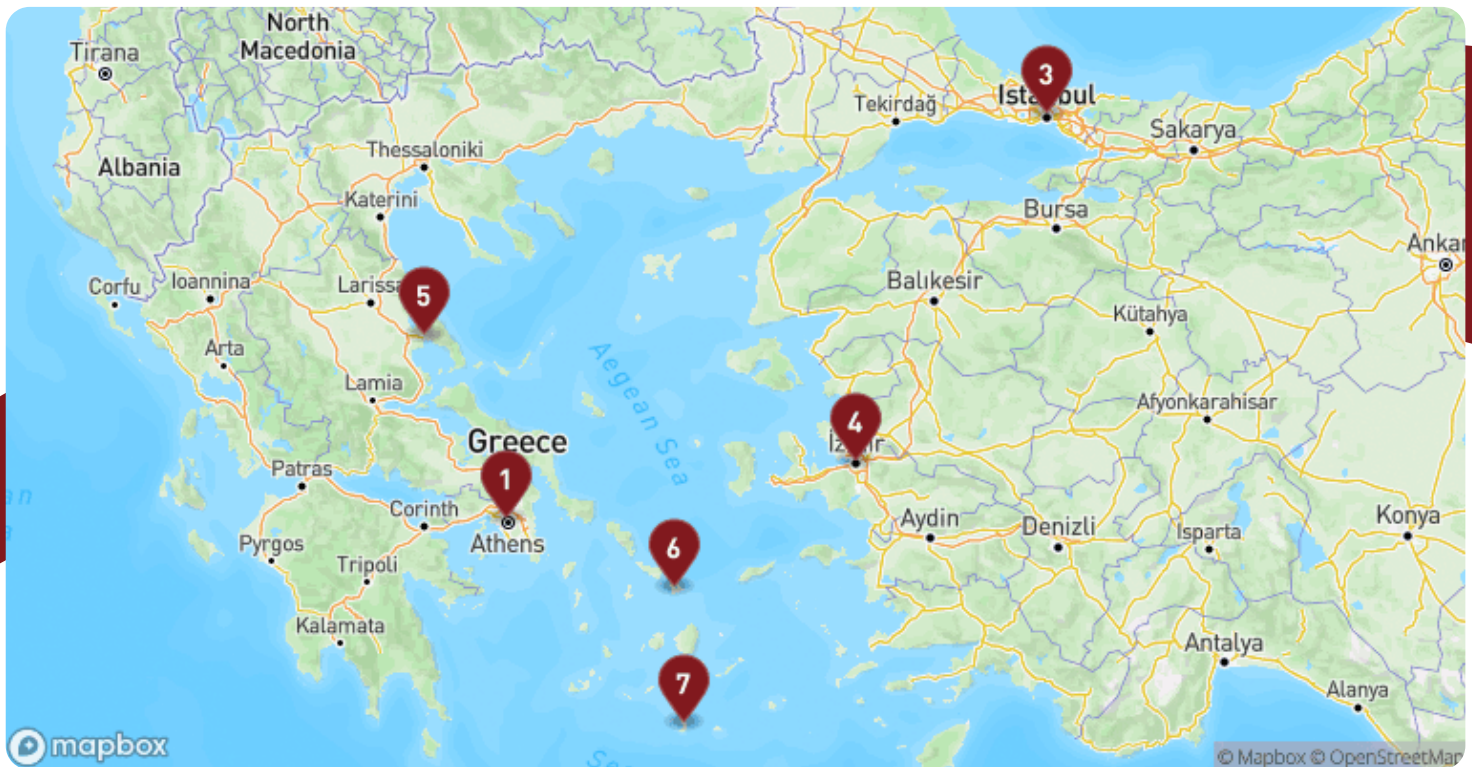 North
Macedonia
Tirana
3
Istanbul
Tekirdağ
Sakarya
Thessaloniki
Albania
Katerini
Bursa
Ankar
Corfu
Ioannina
Larissa
5
Balıkesir
Kütahya
Arta
Aegean Sea
Lamia
Afyonkarahisar
4
İzmir
Greece
Patras
1
Corinth
Aydin
Denizli
Isparta
Konya
Pyrgos
Athens
6
Tripoli
Kalamata
Antalya
7
Alanya
mapbox
© Mapbox © OpenStreetMap